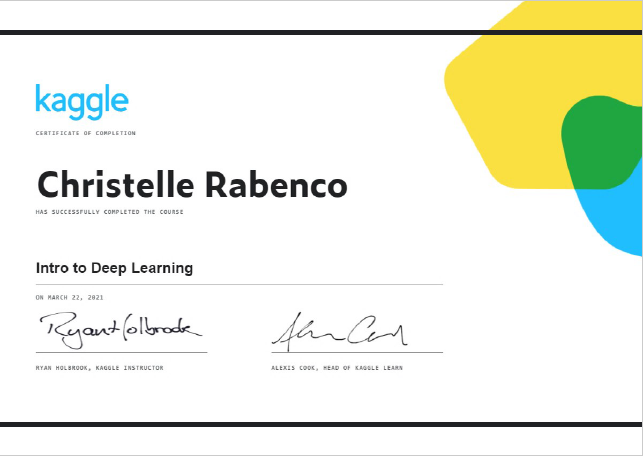 kaggle
CERTIFICATE OF COMPLETION
Christelle Rabenco
HAS SUCCESSFULLY COMPLETED THE COURSE
Intro to Deep Learning
ON MARCH 22, 2021
Ryan Holbrook
Alexis Cook
RYAN HOLBROOK, KAGGLE INSTRUCTOR
ALEXIS COOK, HEAD OF KAGGLE LEARN